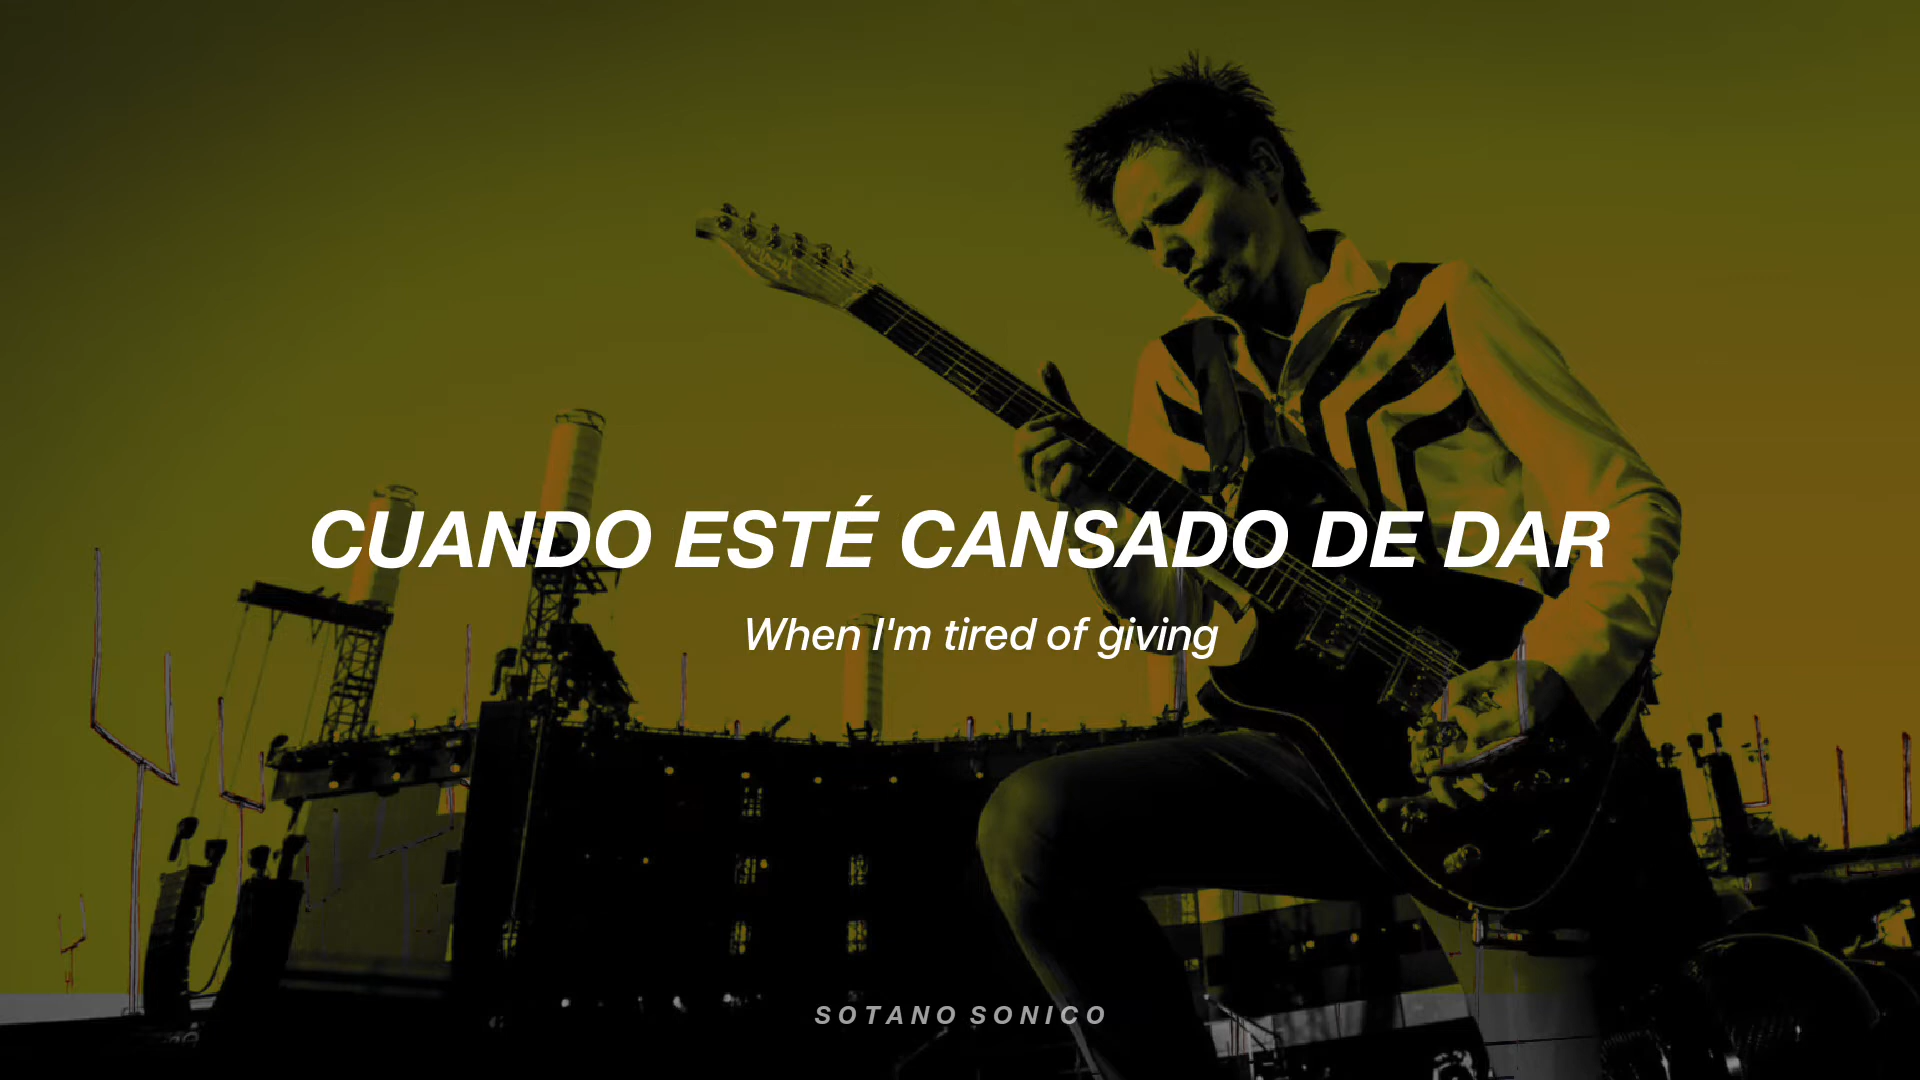 CUANDO ESTÉ CANSADO DE DAR
When I'm tired of giving
SOTANO SONICO